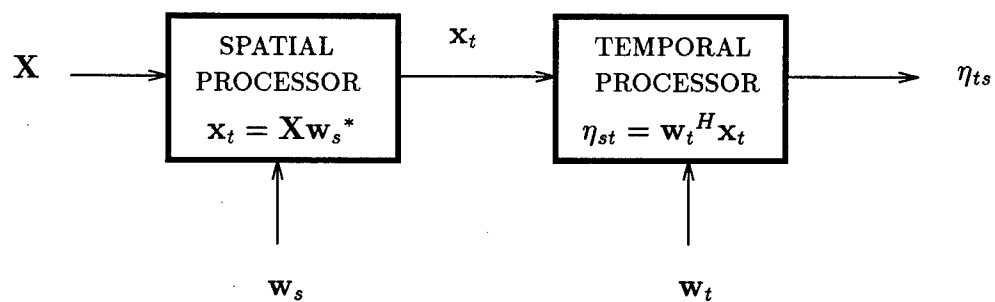 X
SPATIAL
PROCESSOR
x_t = Xw_s*
x_t
TEMPORAL
PROCESSOR
η_st = w_t^H x_t
η_ts
w_s
w_t